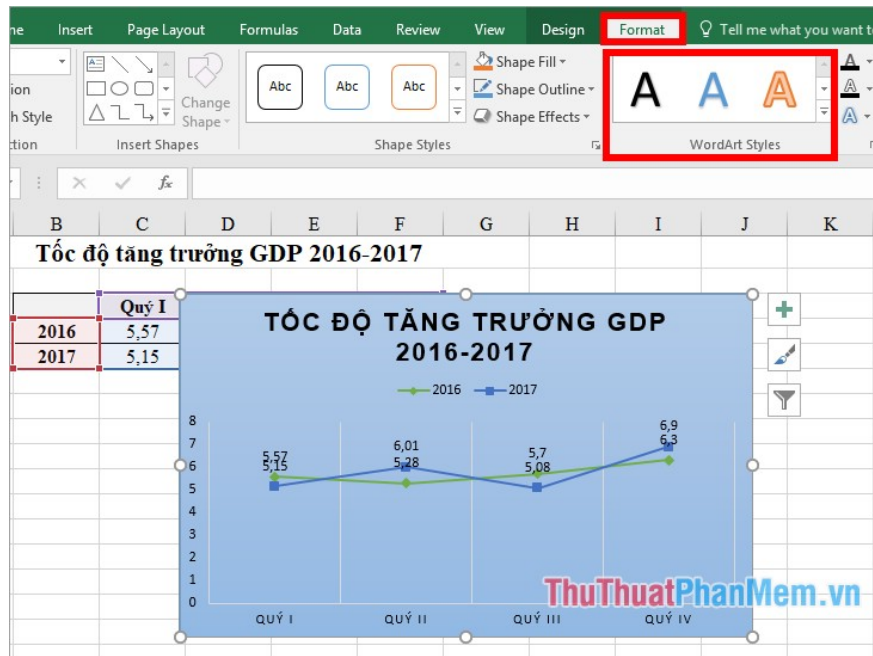 ne Insert Page Layout Formulas Data Review View Design Format Tell me what you want t
ion
h Style
ction
Change
Shape
Insert Shapes
Abc Abc Abc
Shape Styles
Shape Fill
Shape Outline
Shape Effects
A A A
WordArt Styles
A
A
A
fx
B C D E F G H I J K
Tốc độ tăng trưởng GDP 2016-2017
Quý I
2016 5,57
2017 5,15
TỐC ĐỘ TĂNG TRƯỞNG GDP
2016-2017
2016 2017
8
7
6
5
4
3
2
1
0
5,57
5,15
6,01
5,28
5,7
5,08
6,9
6,3
QUÝ I QUÝ II QUÝ III QUÝ IV
ThuThuatPhanMem.vn